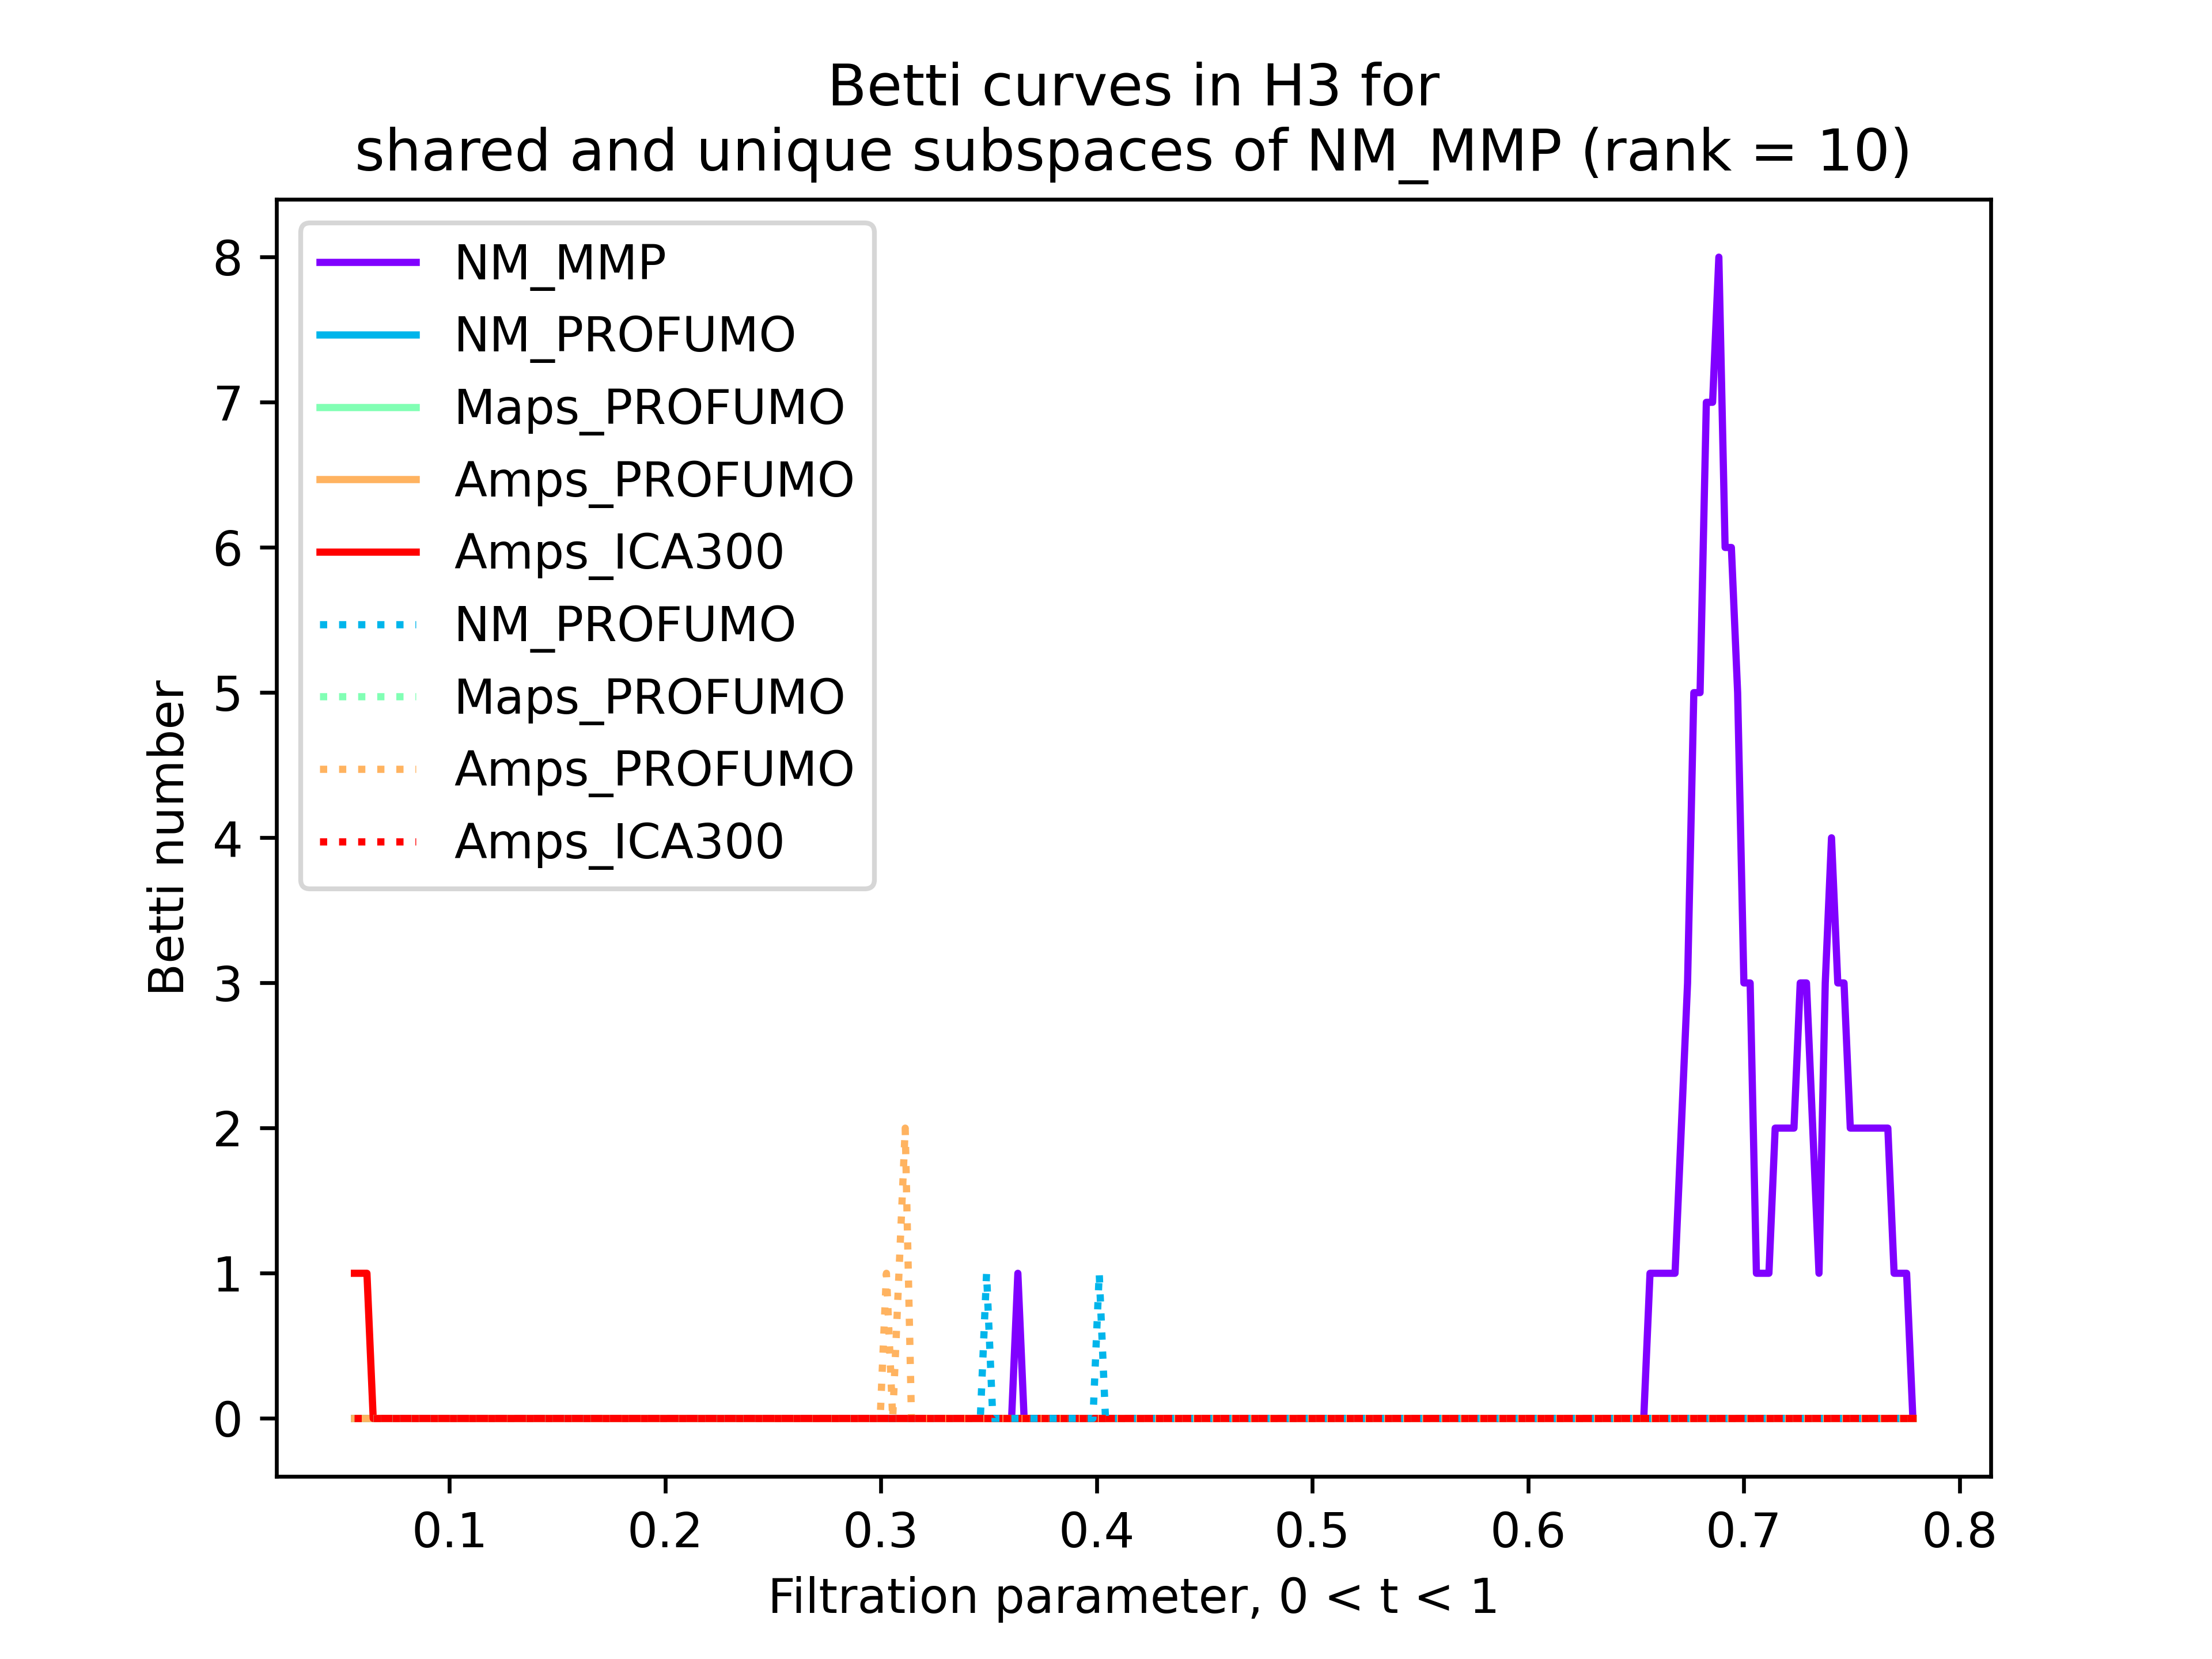 Betti curves in H3 for
shared and unique subspaces of NM_MMP (rank = 10)
NM_MMP
NM_PROFUMO
Maps_PROFUMO
Amps_PROFUMO
Amps_ICA300
NM_PROFUMO
Maps_PROFUMO
Amps_PROFUMO
Amps_ICA300
Betti number
8
7
6
5
4
3
2
1
0
0.1 0.2 0.3 0.4 0.5 0.6 0.7 0.8
Filtration parameter, 0 < t < 1